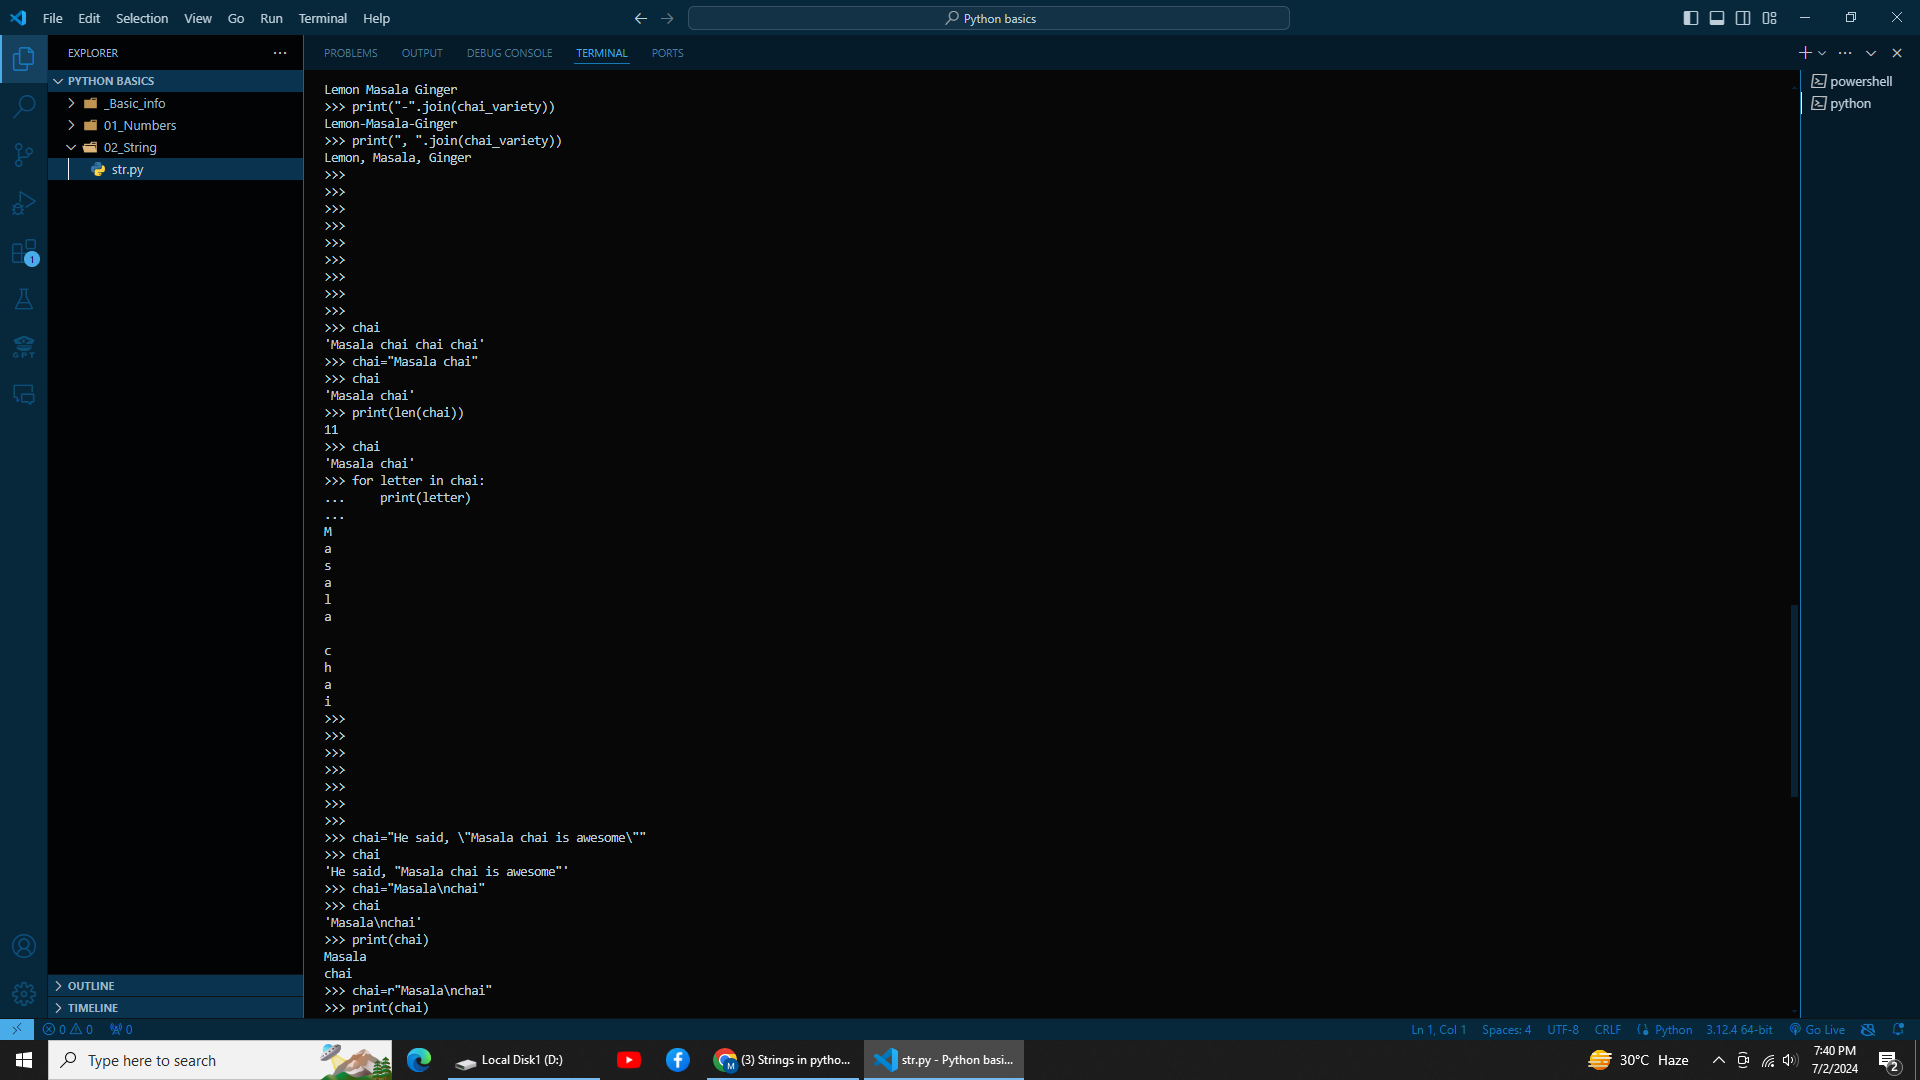 File Edit Selection View Go Run Terminal Help
Python basics
EXPLORER
PROBLEMS OUTPUT DEBUG CONSOLE TERMINAL PORTS
PYTHON BASICS
_Basic_info
01_Numbers
02_String
str.py
1
GPT
OUTLINE
TIMELINE
Lemon Masala Ginger
>>> print("-".join(chai_variety))
Lemon-Masala-Ginger
>>> print(", ".join(chai_variety))
Lemon, Masala, Ginger
>>>
>>>
>>>
>>>
>>>
>>>
>>>
>>>
>>>
>>> chai
'Masala chai chai chai'
>>> chai="Masala chai"
>>> chai
'Masala chai'
>>> print(len(chai))
11
>>> chai
'Masala chai'
>>> for letter in chai:
...     print(letter)
...
M
a
s
a
l
a

c
h
a
i
>>>
>>>
>>>
>>>
>>>
>>>
>>>
>>> chai="He said, \"Masala chai is awesome\""
>>> chai
'He said, "Masala chai is awesome"'
>>> chai="Masala\nchai"
>>> chai
'Masala\nchai'
>>> print(chai)
Masala
chai
>>> chai=r"Masala\nchai"
>>> print(chai)
powershell
python
0 0 0
Ln 1, Col 1 Spaces: 4 UTF-8 CRLF Python 3.12.4 64-bit Go Live
Type here to search
Local Disk1 (D:)
M
(3) Strings in pytho...
str.py - Python basi...
30°C Haze
7:40 PM
7/2/2024
2